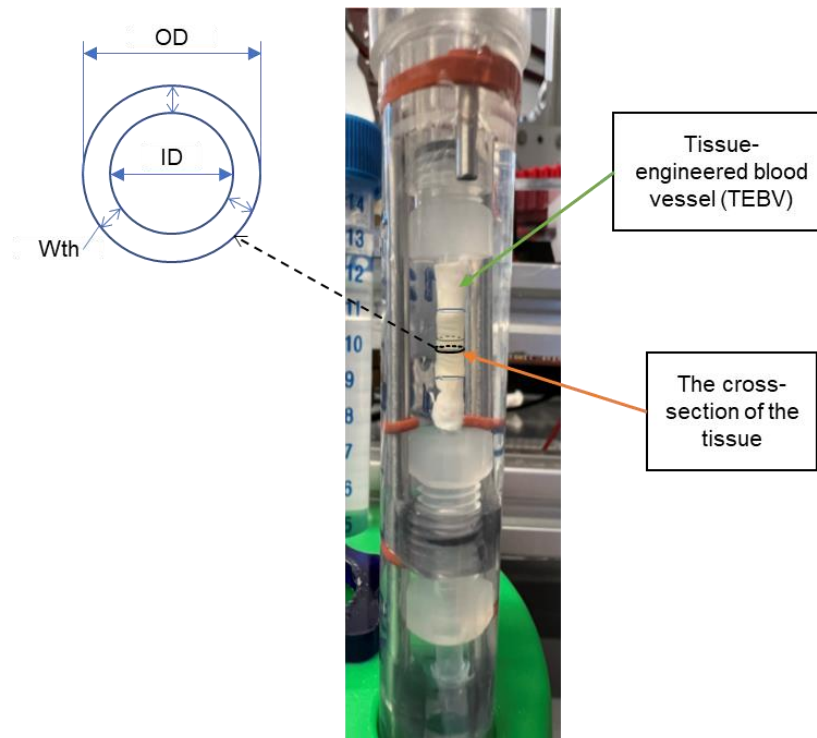 OD
ID
Wth
Tissue-
engineered blood
vessel (TEBV)
The cross-
section of the
tissue
14
13
12
11
10
9
8
7
6
5